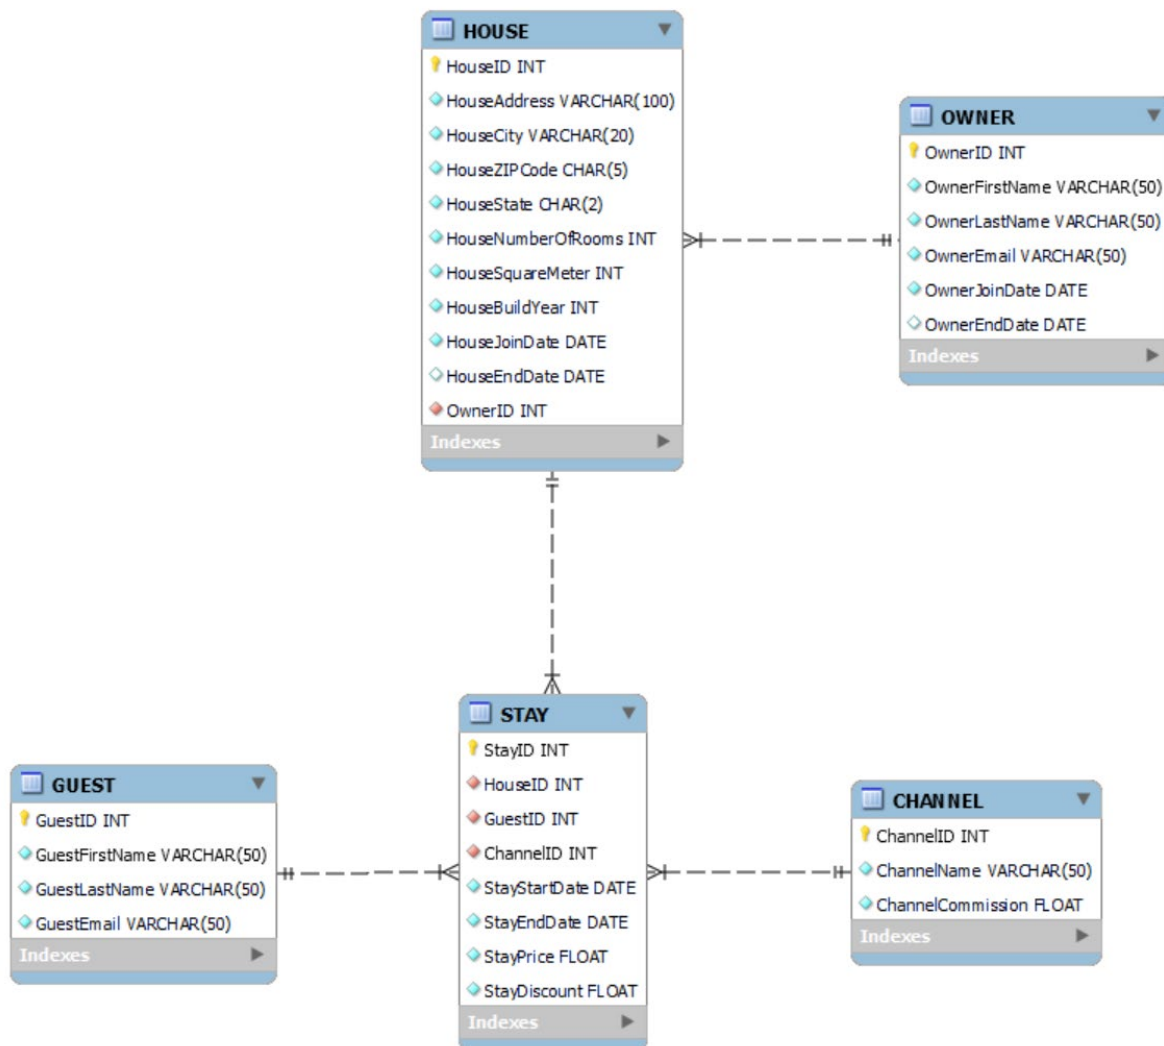 HOUSE
HouseID INT
HouseAddress VARCHAR(100)
HouseCity VARCHAR(20)
HouseZIPCode CHAR(5)
HouseState CHAR(2)
HouseNumberOfRooms INT
HouseSquareMeter INT
HouseBuildYear INT
HouseJoinDate DATE
HouseEndDate DATE
OwnerID INT
Indexes
OWNER
OwnerID INT
OwnerFirstName VARCHAR(50)
OwnerLastName VARCHAR(50)
OwnerEmail VARCHAR(50)
OwnerJoinDate DATE
OwnerEndDate DATE
Indexes
GUEST
GuestID INT
GuestFirstName VARCHAR(50)
GuestLastName VARCHAR(50)
GuestEmail VARCHAR(50)
Indexes
STAY
StayID INT
HouseID INT
GuestID INT
ChannelID INT
StayStartDate DATE
StayEndDate DATE
StayPrice FLOAT
StayDiscount FLOAT
Indexes
CHANNEL
ChannelID INT
ChannelName VARCHAR(50)
ChannelCommission FLOAT
Indexes